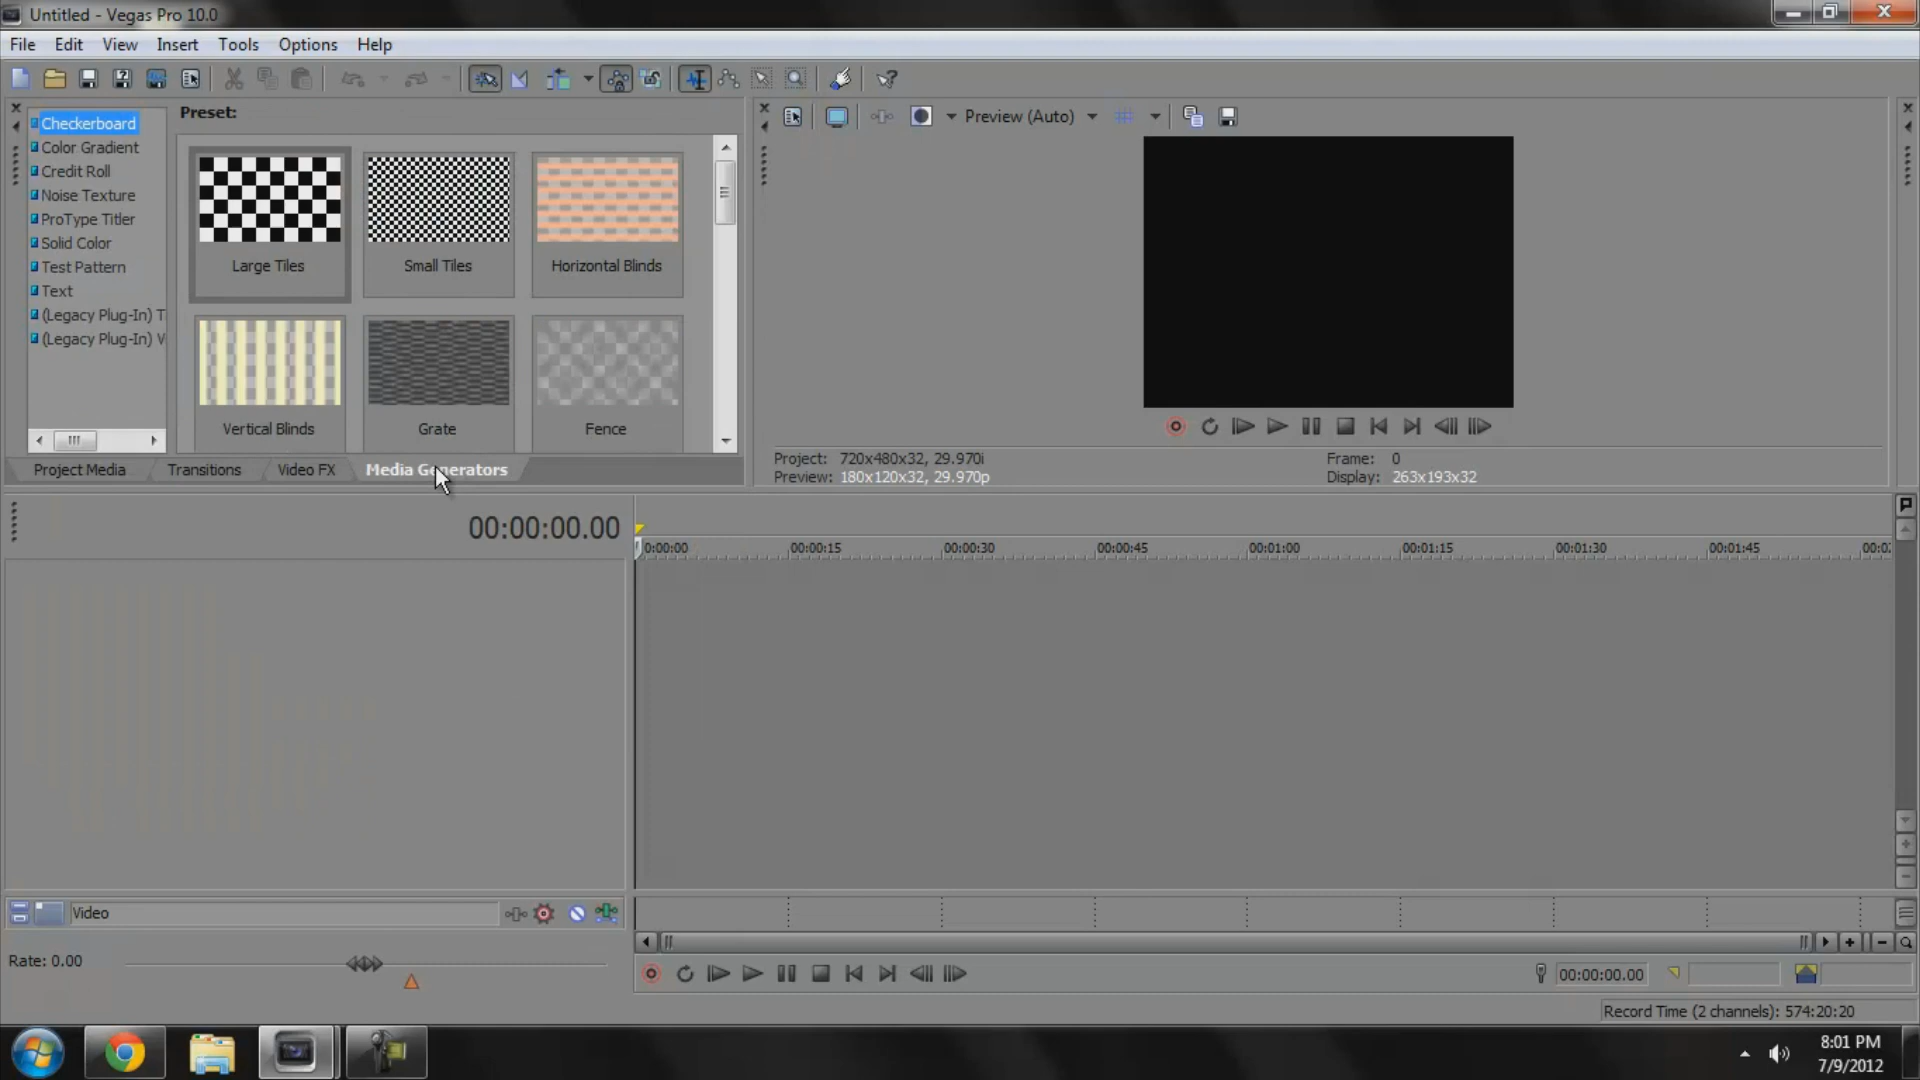 Untitled - Vegas Pro 10.0
File Edit View Insert Tools Options Help
Preset:
Checkerboard
Color Gradient
Credit Roll
Noise Texture
ProType Titler
Solid Color
Test Pattern
Text
(Legacy Plug-In) T
(Legacy Plug-In) V
Large Tiles
Small Tiles
Horizontal Blinds
Vertical Blinds
Grate
Fence
Project Media
Transitions
Video FX
Media Generators
Preview (Auto)
Project: 720x480x32, 29.970i
Preview: 180x120x32, 29.970p
Frame: 0
Display: 263x193x32
00:00:00.00
0:00:00 00:00:15 00:00:30 00:00:45 00:01:00 00:01:15 00:01:30 00:01:45 00:0
Video
Rate: 0.00
00:00:00.00
Record Time (2 channels): 574:20:20
8:01 PM
7/9/2012